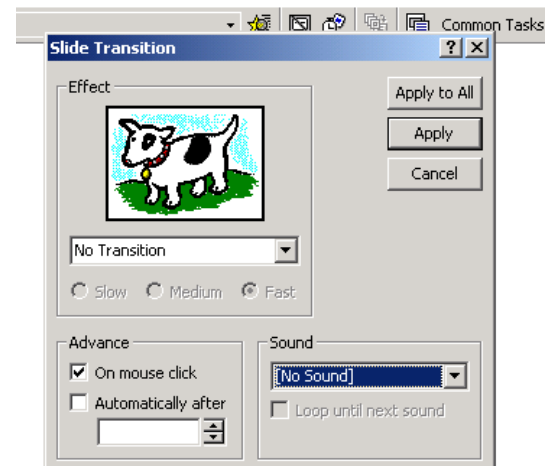 Common Tasks
Slide Transition
Effect
Apply to All
Apply
Cancel
No Transition
Slow Medium Fast
Advance
On mouse click
Automatically after
Sound
[No Sound]
Loop until next sound